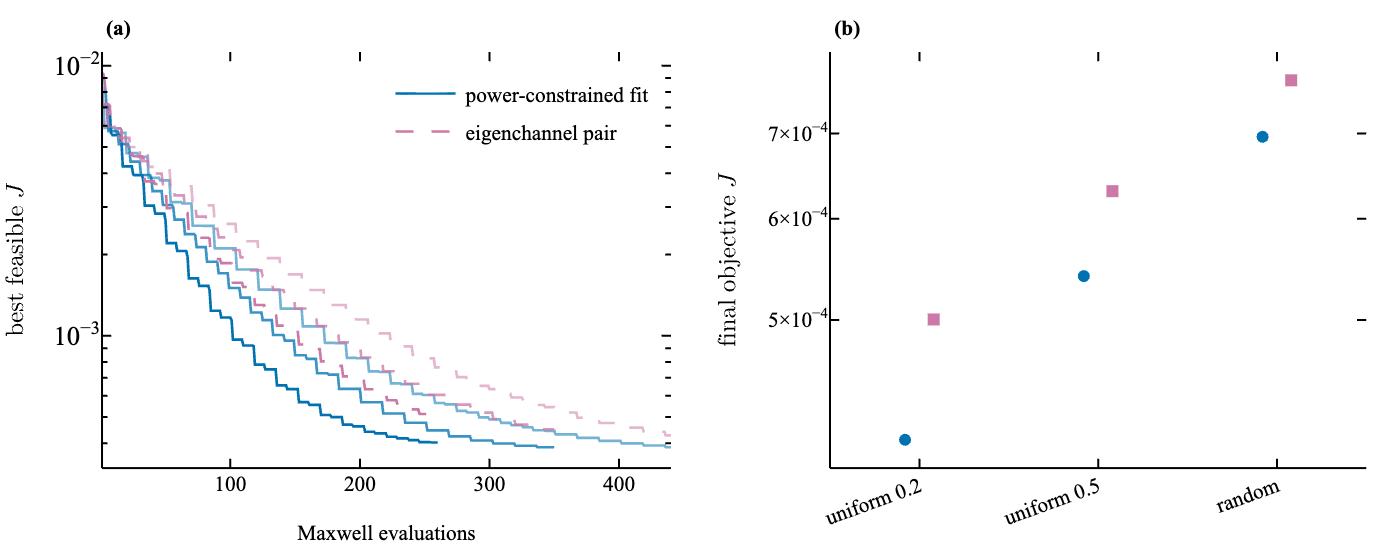 (a)
10⁻²
10⁻³
best feasible J
power-constrained fit
eigenchannel pair
100 200 300 400
Maxwell evaluations
(b)
7×10⁻⁴
6×10⁻⁴
5×10⁻⁴
final objective J
uniform 0.2
uniform 0.5
random